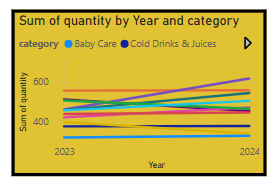 Sum of quantity by Year and category
category Baby Care Cold Drinks & Juices
Sum of quantity
600
400
2023
2024
Year